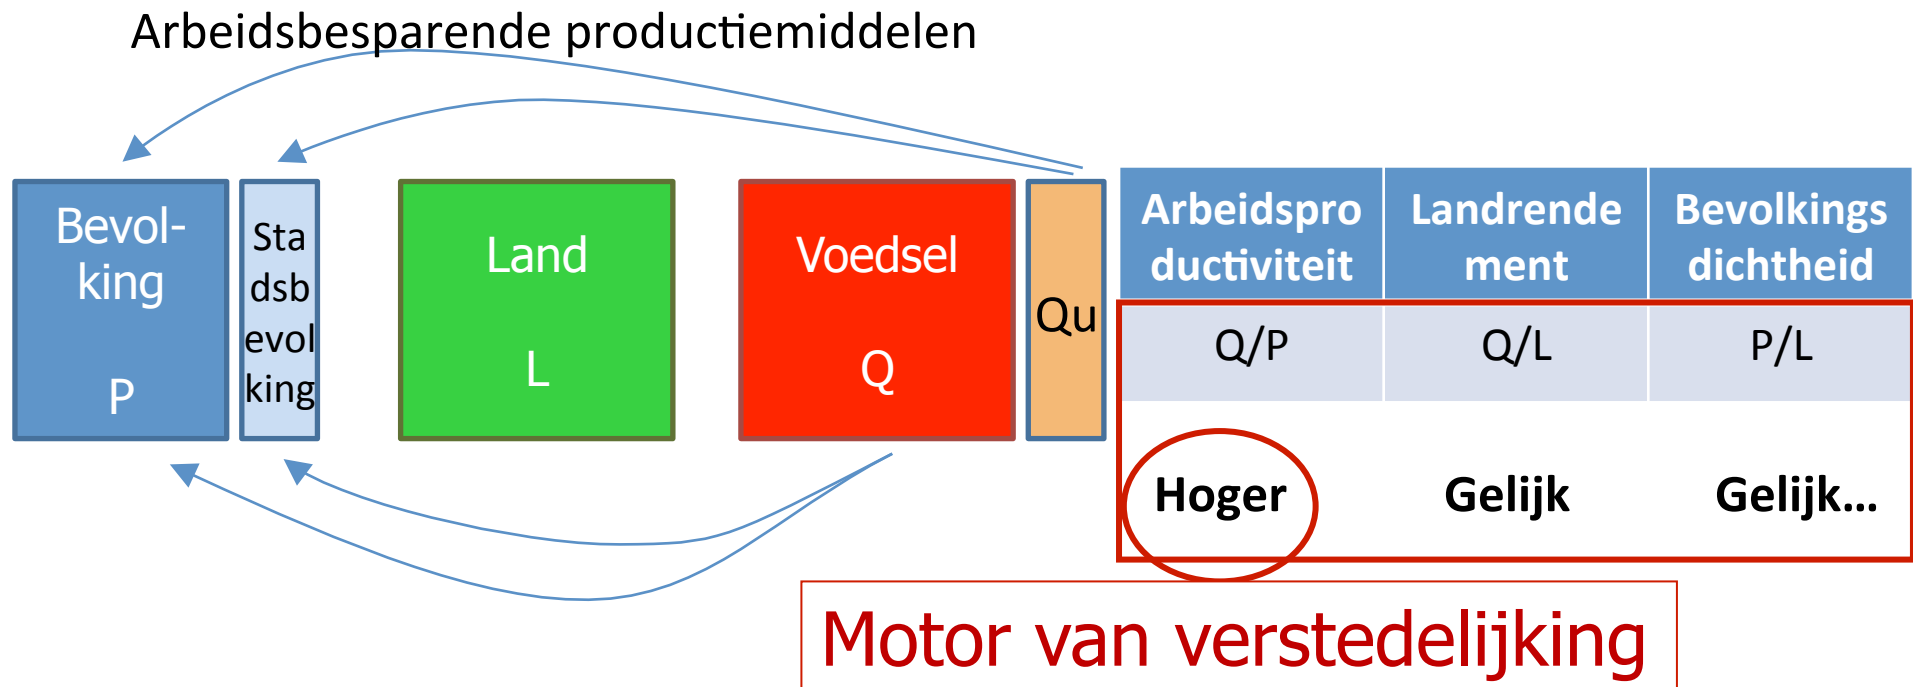 Arbeidsbesparende productiemiddelen
Bevol-
king
P
Sta
dsb
evol
king
Land
L
Voedsel
Q
Qu
Arbeidspro
ductiviteit
Landrende
ment
Bevolkings
dichtheid
Q/P
Q/L
P/L
Hoger
Gelijk
Gelijk...
Motor van verstedelijking